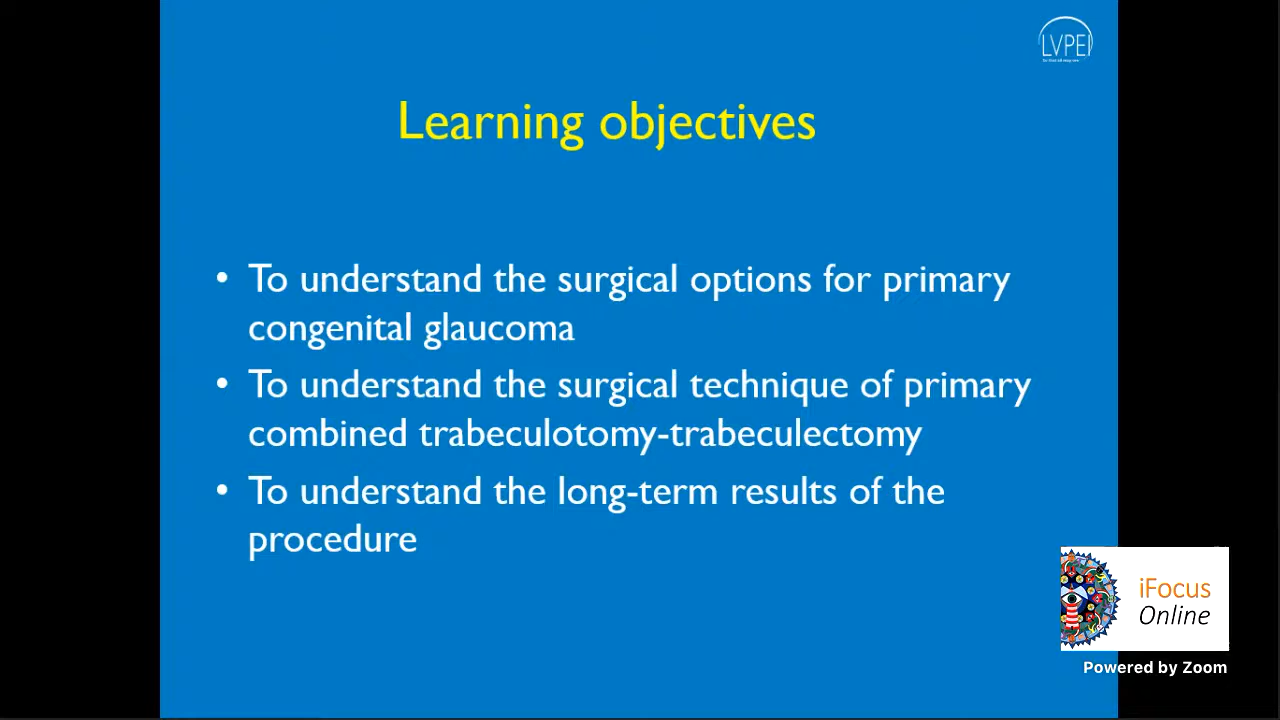 LVPEI
Learning objectives
• To understand the surgical options for primary
congenital glaucoma
• To understand the surgical technique of primary
combined trabeculotomy-trabeculectomy
• To understand the long-term results of the
procedure
iFocus
Online
Powered by Zoom